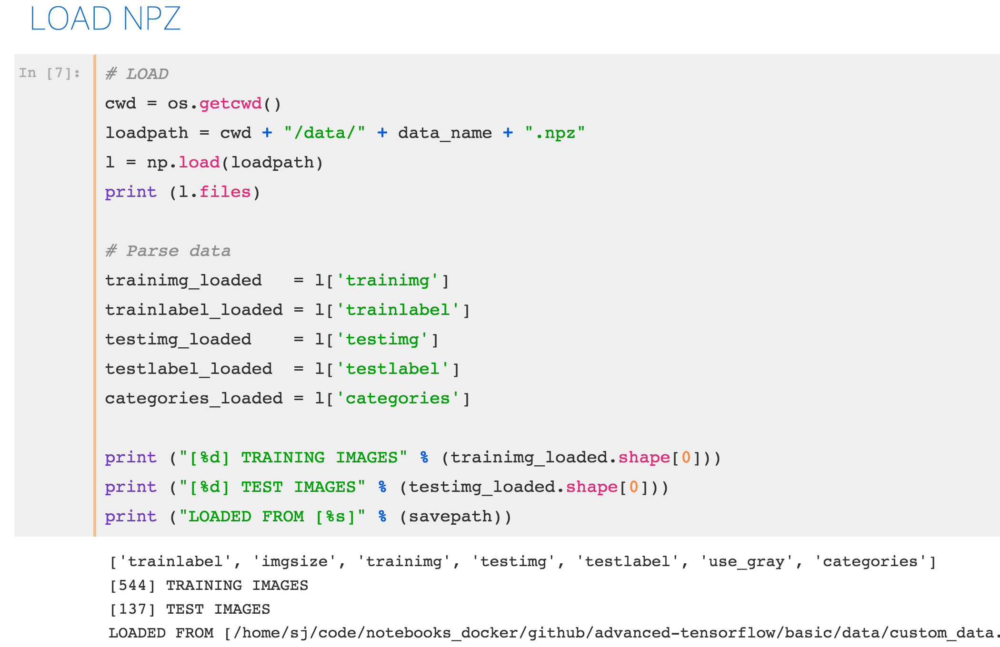 LOAD NPZ
In [7]:
# LOAD
cwd = os.getcwd()
loadpath = cwd + "/data/" + data_name + ".npz"
l = np.load(loadpath)
print (l.files)
# Parse data
trainimg_loaded   = l['trainimg']
trainlabel_loaded = l['trainlabel']
testimg_loaded    = l['testimg']
testlabel_loaded  = l['testlabel']
categories_loaded = l['categories']
print ("[%d] TRAINING IMAGES" % (trainimg_loaded.shape[0]))
print ("[%d] TEST IMAGES" % (testimg_loaded.shape[0]))
print ("LOADED FROM [%s]" % (savepath))
['trainlabel', 'imgsize', 'trainimg', 'testimg', 'testlabel', 'use_gray', 'categories']
[544] TRAINING IMAGES
[137] TEST IMAGES
LOADED FROM [/home/sj/code/notebooks_docker/github/advanced-tensorflow/basic/data/custom_data.